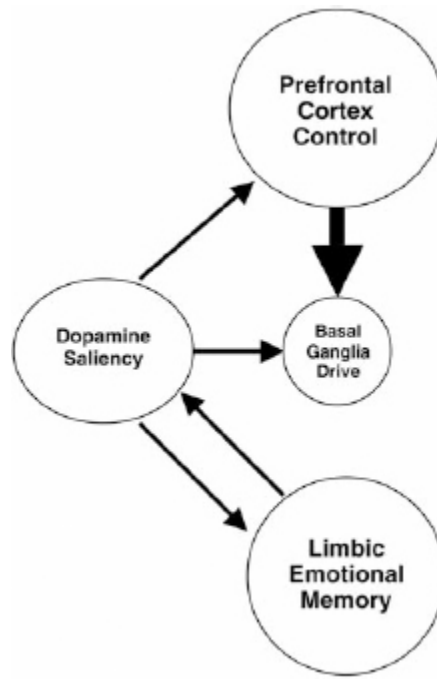 Prefrontal
Cortex
Control
Dopamine
Saliency
Basal
Ganglia
Drive
Limbic
Emotional
Memory